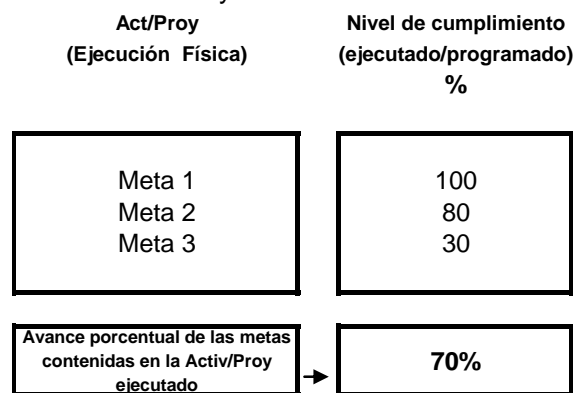 Act/Proy Nivel de cumplimiento
(Ejecución Física) (ejecutado/programado)
%
Meta 1 100
Meta 2 80
Meta 3 30
Avance porcentual de las metas
contenidas en la Activ/Proy 70%
ejecutado